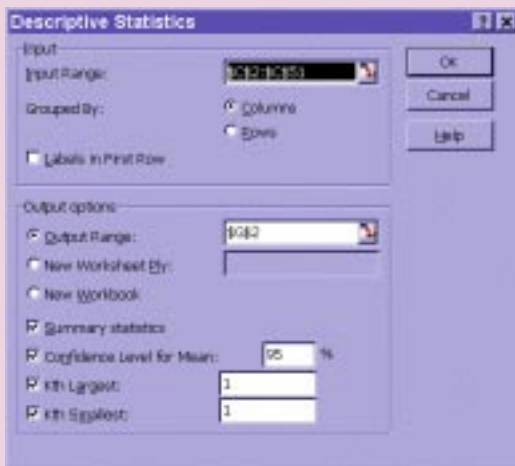 Descriptive Statistics
Input
Input Range:
Grouped By:
Columns
Rows
Labels in First Row
OK
Cancel
Help
Output options
Output Range: $G$2
New Worksheet Ply:
New Workbook
Summary statistics
Confidence Level for Mean: 95 %
Kth Largest: 1
Kth Smallest: 1